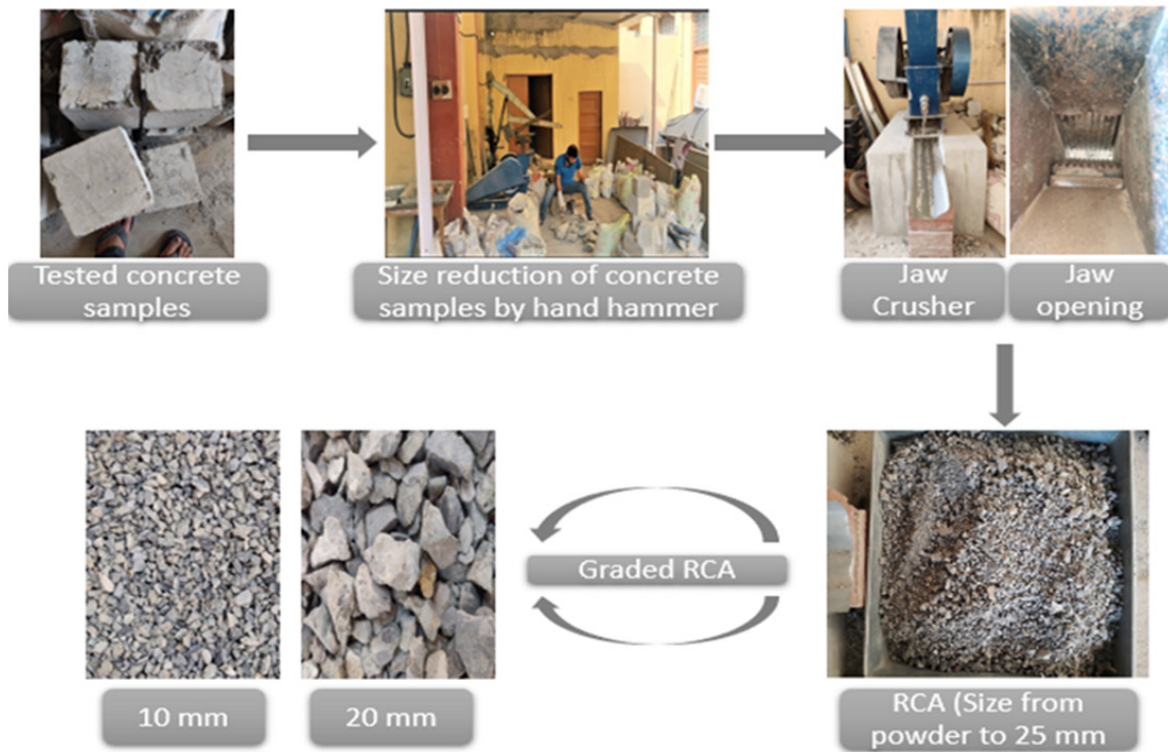 Tested concrete
samples
Size reduction of concrete
samples by hand hammer
Jaw
Crusher
Jaw
opening
Graded RCA
10 mm
20 mm
RCA (Size from
powder to 25 mm